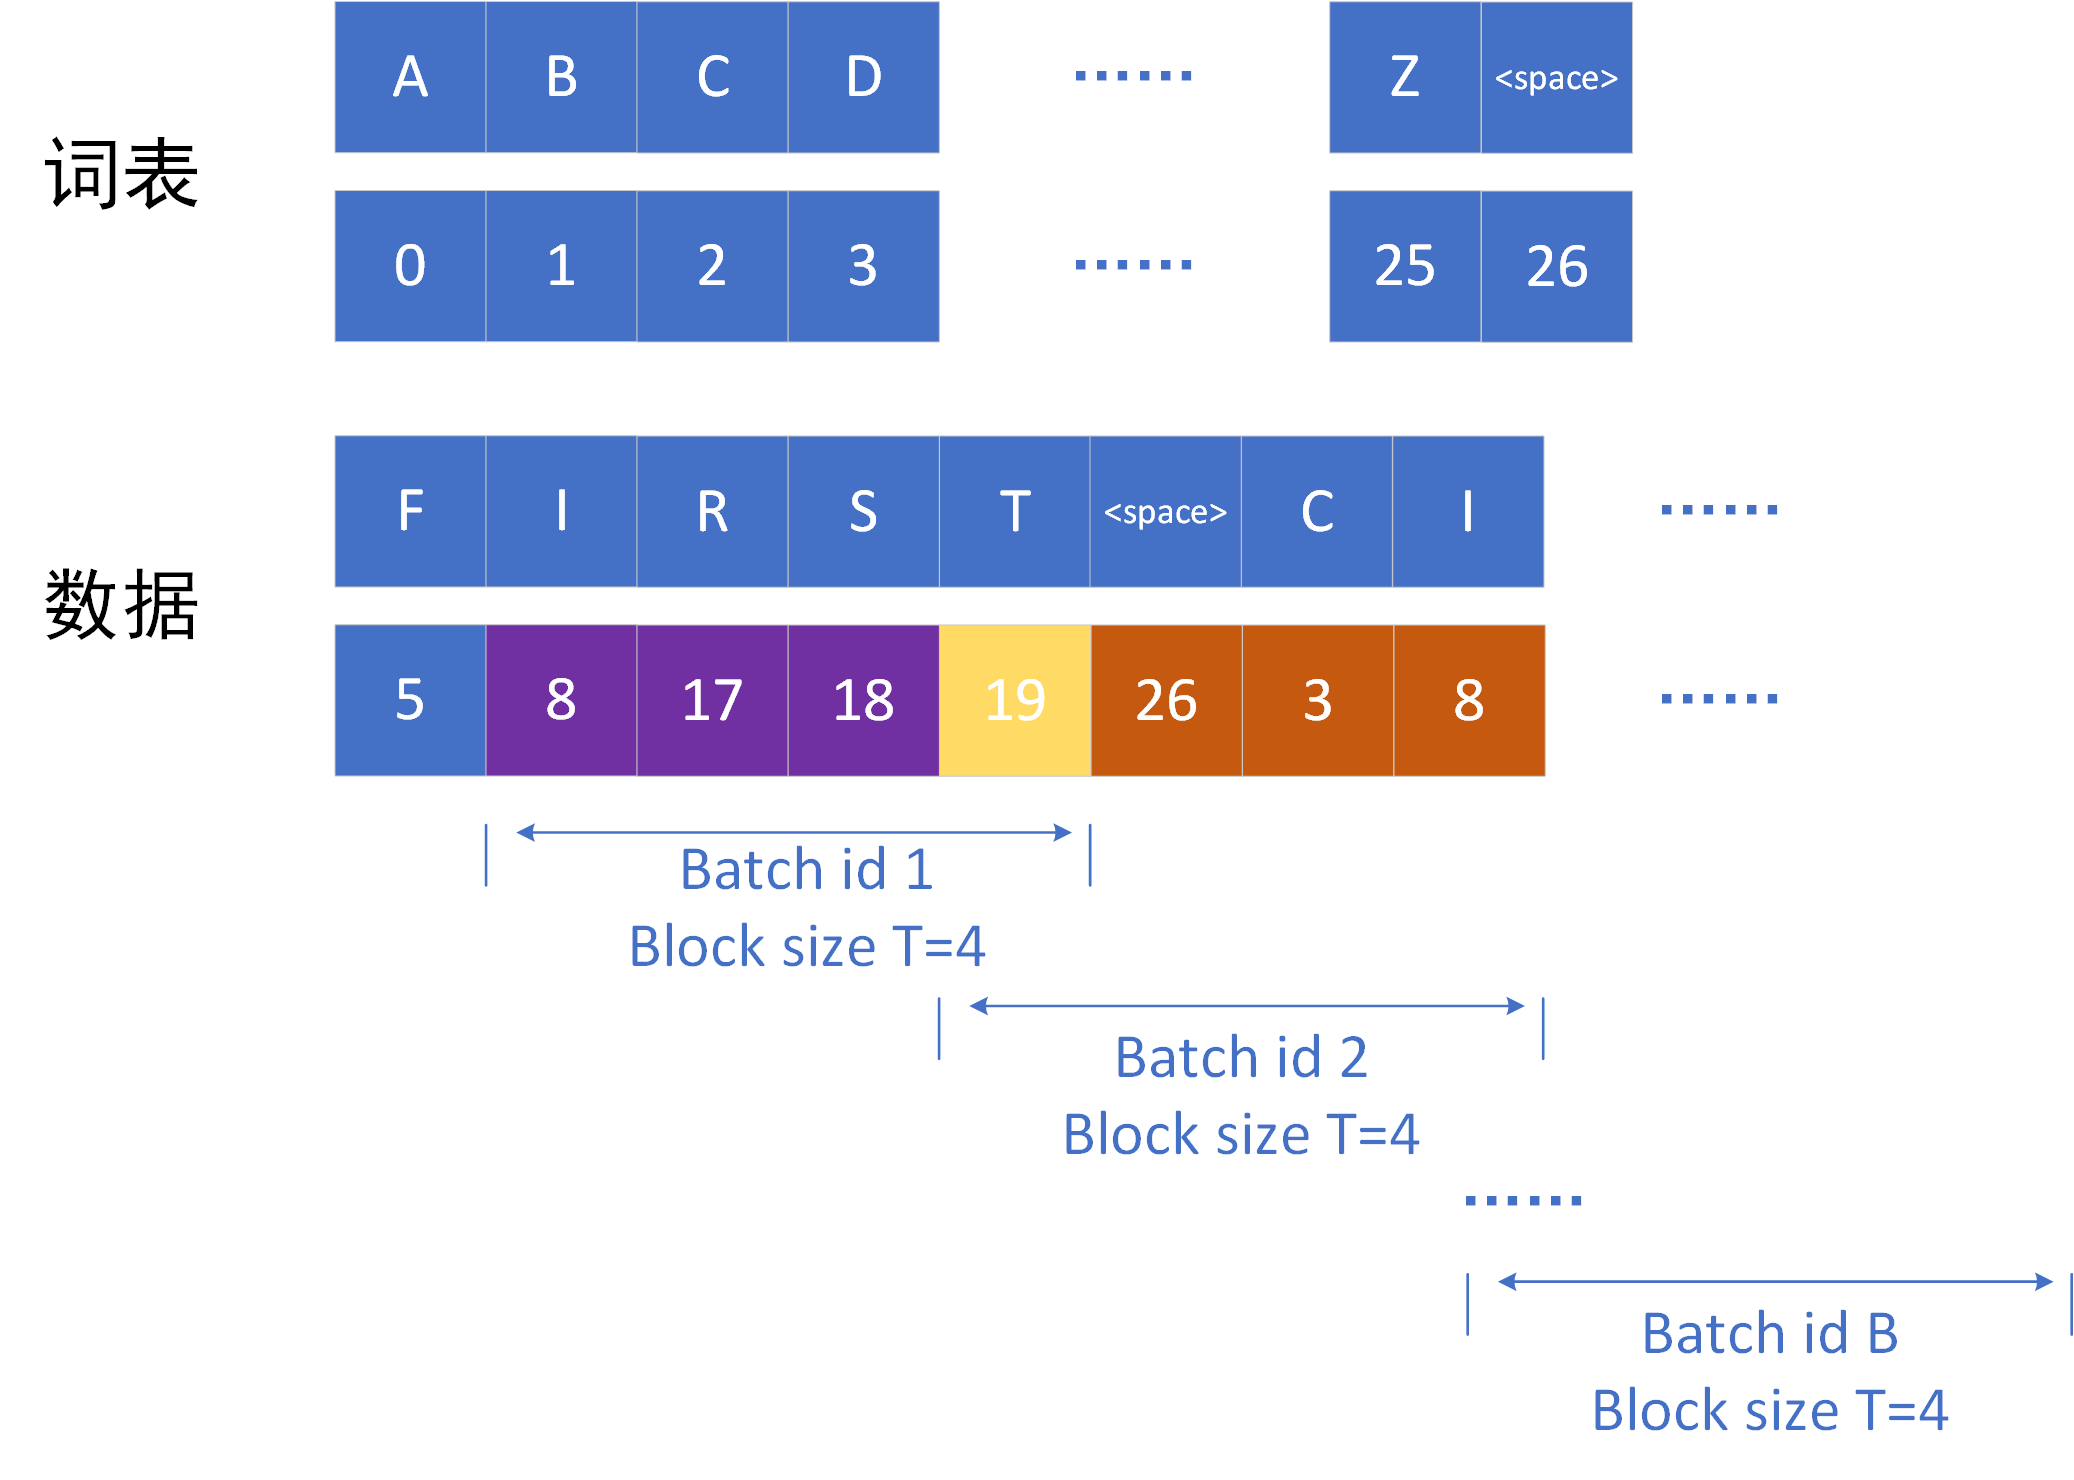 A B C D ······ Z <space>
词表
0 1 2 3 ······ 25 26
F I R S T <space> C I ······
数据
5 8 17 18 19 26 3 8 ······
Batch id 1
Block size T=4
Batch id 2
Block size T=4
······
Batch id B
Block size T=4